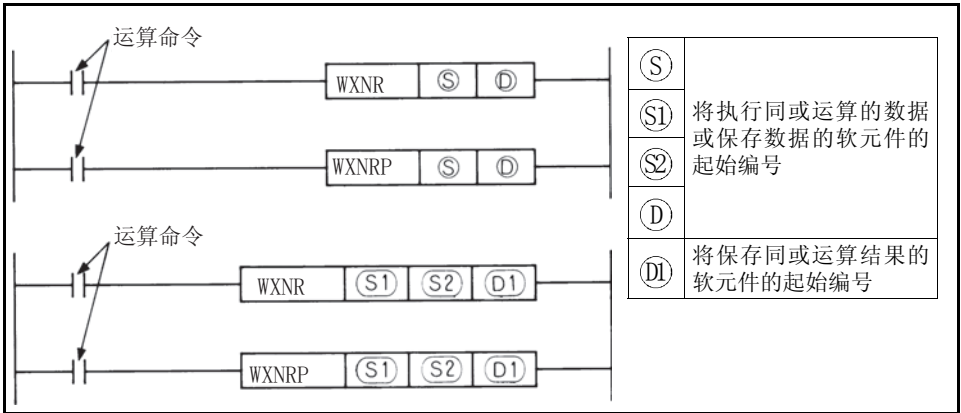 运算命令
WXNR S D
WXNRP S D
运算命令
WXNR S1 S2 D1
WXNRP S1 S2 D1
S
S1
S2
D
将执行同或运算的数据
或保存数据的软元件的
起始编号
D1
将保存同或运算结果的
软元件的起始编号